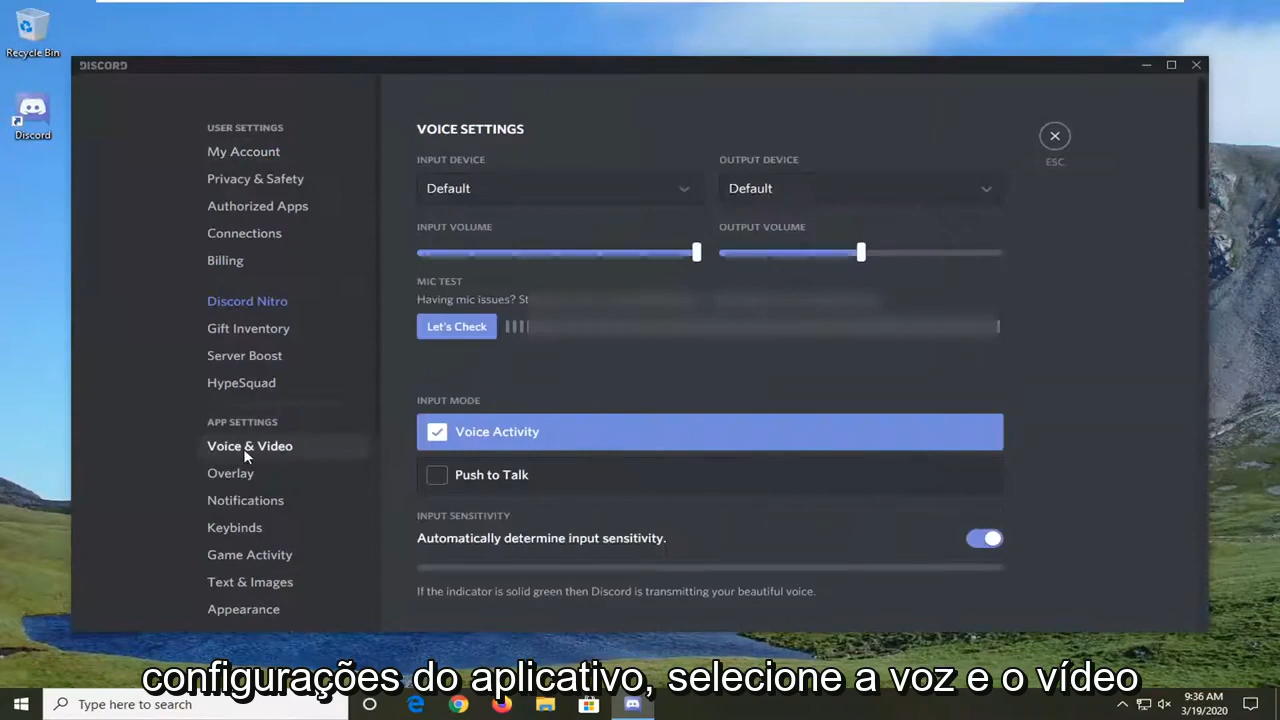 Recycle Bin
Discord
DISCORD
USER SETTINGS
My Account
Privacy & Safety
Authorized Apps
Connections
Billing
Discord Nitro
Gift Inventory
Server Boost
HypeSquad
APP SETTINGS
Voice & Video
Overlay
Notifications
Keybinds
Game Activity
Text & Images
Appearance
VOICE SETTINGS
ESC
INPUT DEVICE
Default
OUTPUT DEVICE
Default
INPUT VOLUME
OUTPUT VOLUME
MIC TEST
Having mic issues?
Let's Check
INPUT MODE
Voice Activity
Push to Talk
INPUT SENSITIVITY
Automatically determine input sensitivity.
If the indicator is solid green then Discord is transmitting your beautiful voice.
configurações do aplicativo, selecione a voz e o vídeo
Type here to search
9:36 AM
3/19/2020